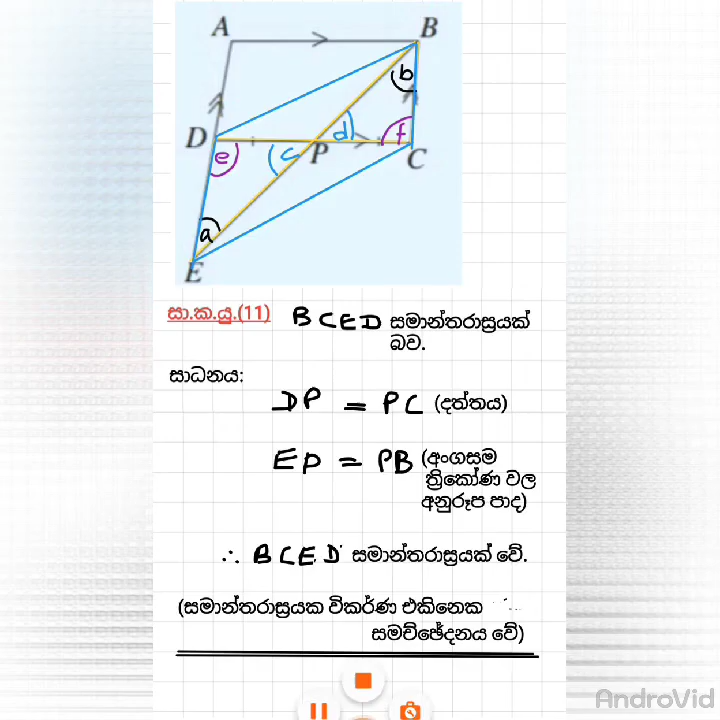 A B
b
D e c P d f C
a
E
සා.ක.යු.(11) BCED සමාන්තරාස්‍රයක්
බව.
සාධනය:
DP = PC (දත්තය)
EP = PB (අංගසම
ත්‍රිකෝණ වල
අනුරූප පාද)
∴ BCED සමාන්තරාස්‍රයක් වේ.
(සමාන්තරාස්‍රයක විකර්ණ එකිනෙක
සමච්ඡේදනය වේ)
AndroVid